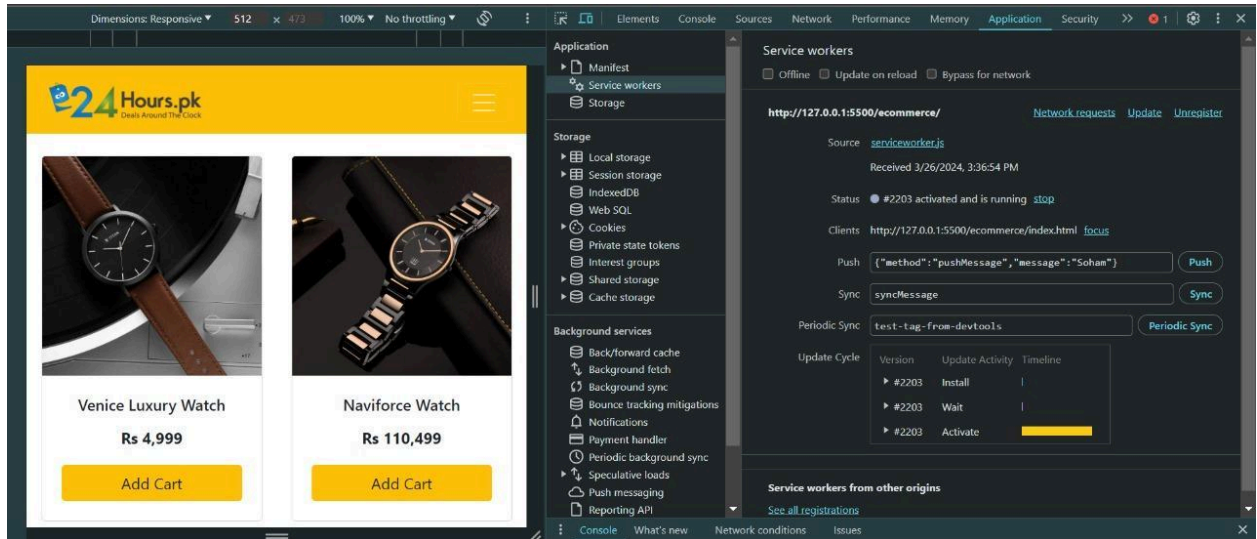 Dimensions: Responsive ▼ 512 × 473 100% ▼ No throttling ▼
Elements Console Sources Network Performance Memory Application Security 1
24 Hours.pk
Deals Around The Clock
Venice Luxury Watch
Rs 4,999
Add Cart
Naviforce Watch
Rs 110,499
Add Cart
Application
Manifest
Service workers
Storage
Storage
Local storage
Session storage
IndexedDB
Web SQL
Cookies
Private state tokens
Interest groups
Shared storage
Cache storage
Background services
Back/forward cache
Background fetch
Background sync
Bounce tracking mitigations
Notifications
Payment handler
Periodic background sync
Speculative loads
Push messaging
Reporting API
Service workers
Offline Update on reload Bypass for network
http://127.0.0.1:5500/ecommerce/ Network requests Update Unregister
Source serviceworker.js
Received 3/26/2024, 3:36:54 PM
Status #2203 activated and is running stop
Clients http://127.0.0.1:5500/ecommerce/index.html focus
Push {"method":"pushMessage","message":"Soham"} Push
Sync syncMessage Sync
Periodic Sync test-tag-from-devtools Periodic Sync
Update Cycle Version Update Activity Timeline
#2203 Install
#2203 Wait
#2203 Activate
Service workers from other origins
See all registrations
Console What's new Network conditions Issues